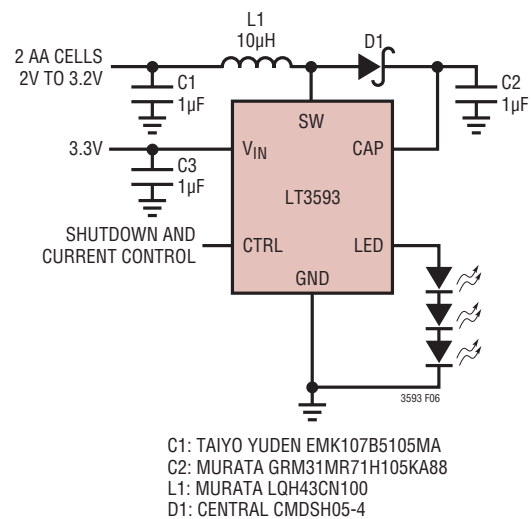 L1
10µH
D1
2 AA CELLS
2V TO 3.2V
C1
1µF
C2
1µF
SW
3.3V
VIN
CAP
C3
1µF
LT3593
SHUTDOWN AND
CURRENT CONTROL
CTRL
LED
GND
3593 F06
C1: TAIYO YUDEN EMK107B5105MA
C2: MURATA GRM31MR71H105KA88
L1: MURATA LQH43CN100
D1: CENTRAL CMDSH05-4